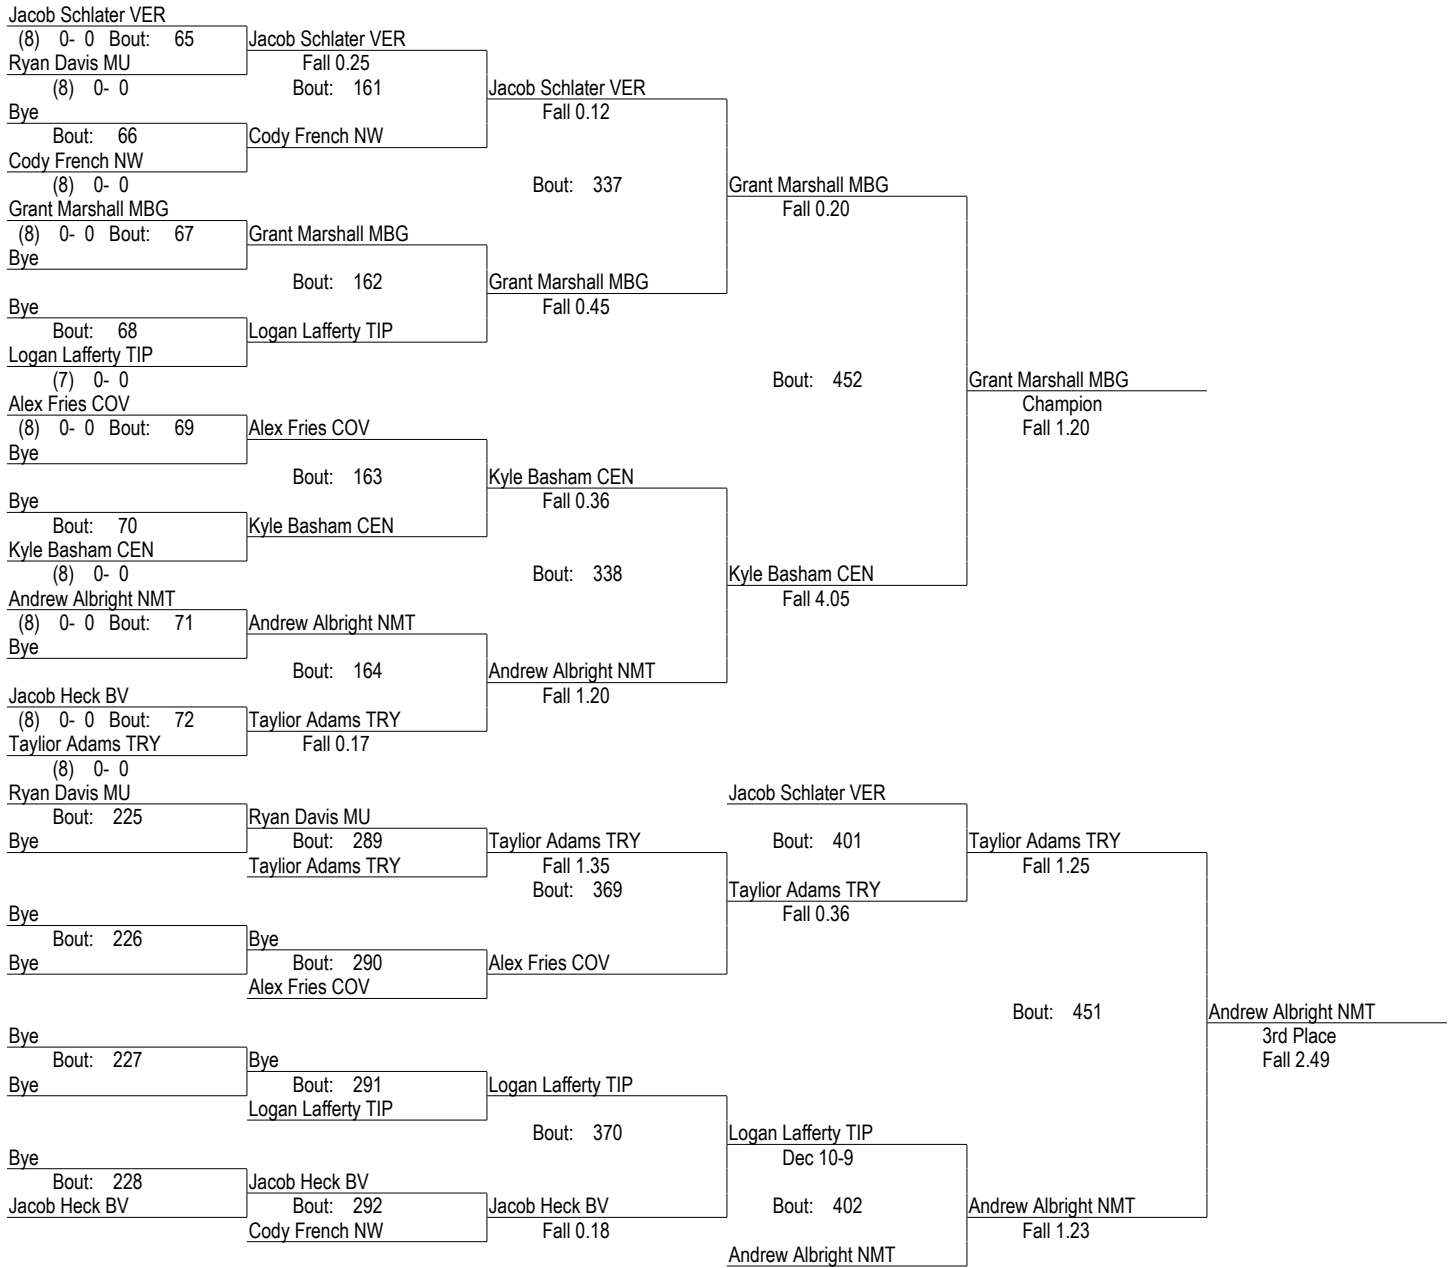 Jacob Schlater VER
(8) 0- 0 Bout: 65 Jacob Schlater VER
Ryan Davis MU Fall 0.25
(8) 0- 0 Bout: 161 Jacob Schlater VER
Bye Fall 0.12
Bout: 66 Cody French NW
Cody French NW
(8) 0- 0 Bout: 337 Grant Marshall MBG
Grant Marshall MBG Fall 0.20
(8) 0- 0 Bout: 67 Grant Marshall MBG
Bye
Bout: 162 Grant Marshall MBG
Bye Fall 0.45
Bout: 68 Logan Lafferty TIP
Logan Lafferty TIP
(7) 0- 0 Bout: 452 Grant Marshall MBG
Alex Fries COV Champion
(8) 0- 0 Bout: 69 Alex Fries COV Fall 1.20
Bye
Bout: 163 Kyle Basham CEN
Bye Fall 0.36
Bout: 70 Kyle Basham CEN
Kyle Basham CEN
(8) 0- 0 Bout: 338 Kyle Basham CEN
Andrew Albright NMT Fall 4.05
(8) 0- 0 Bout: 71 Andrew Albright NMT
Bye
Bout: 164 Andrew Albright NMT
Jacob Heck BV Fall 1.20
(8) 0- 0 Bout: 72 Taylior Adams TRY
Taylior Adams TRY Fall 0.17
(8) 0- 0
Ryan Davis MU Jacob Schlater VER
Bout: 225 Ryan Davis MU
Bye Bout: 289 Taylior Adams TRY Bout: 401 Taylior Adams TRY
Taylior Adams TRY Fall 1.35 Fall 1.25
Bout: 369 Taylior Adams TRY
Bye Fall 0.36
Bout: 226 Bye
Bye Bout: 290 Alex Fries COV
Alex Fries COV
Bout: 451 Andrew Albright NMT
Bye 3rd Place
Bout: 227 Bye Fall 2.49
Bye Bout: 291 Logan Lafferty TIP
Logan Lafferty TIP
Bout: 370 Logan Lafferty TIP
Bye Dec 10-9
Bout: 228 Jacob Heck BV
Jacob Heck BV Bout: 292 Jacob Heck BV Bout: 402 Andrew Albright NMT
Cody French NW Fall 0.18 Fall 1.23
Andrew Albright NMT